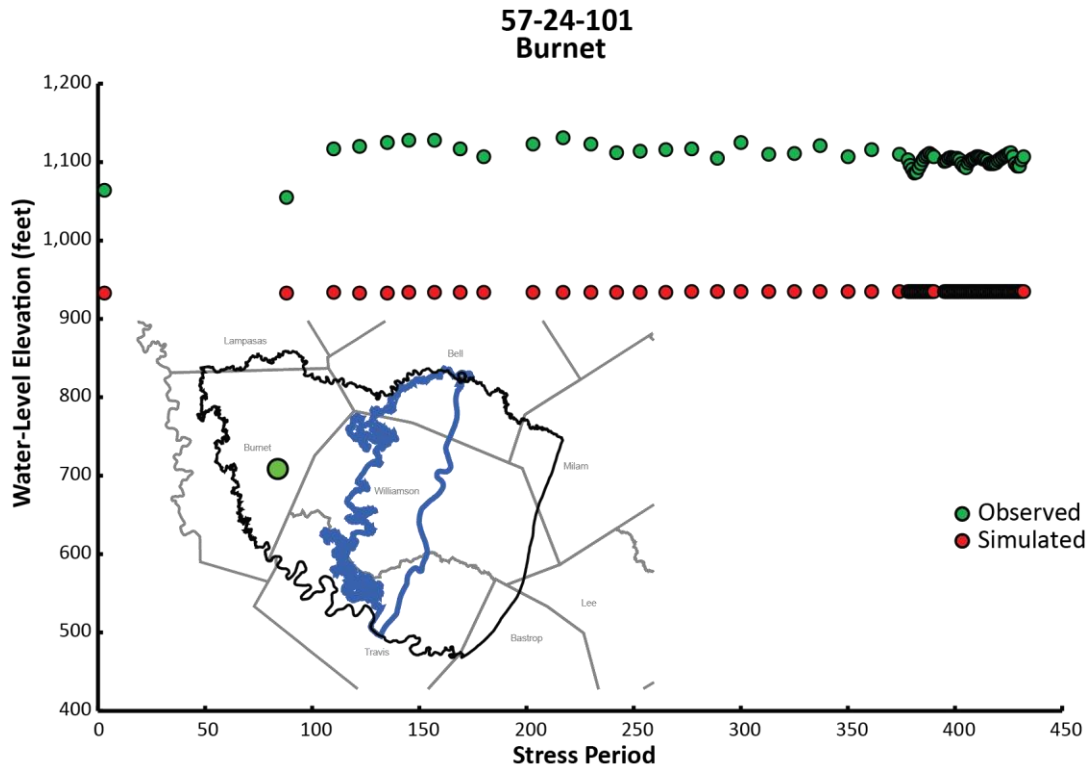 57-24-101
Burnet
Water-Level Elevation (feet)
1,200
1,100
1,000
900
800
700
600
500
400
Lampasas
Bell
Burnet
Milam
Williamson
Lee
Bastrop
Travis
Observed
Simulated
0 50 100 150 200 250 300 350 400 450
Stress Period